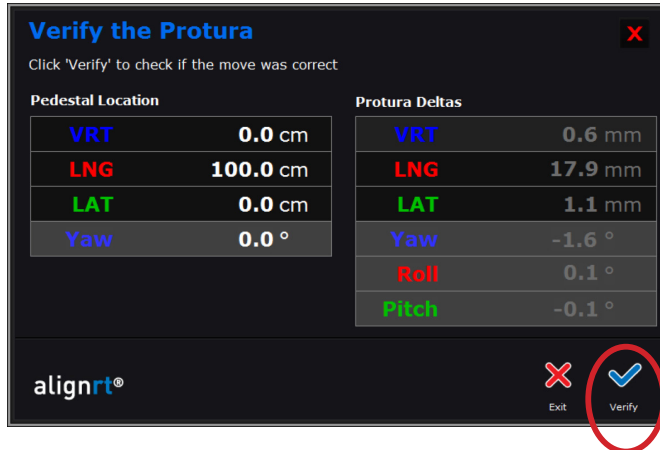 Verify the Protura
X
Click 'Verify' to check if the move was correct
Pedestal Location
VRT 0.0 cm
LNG 100.0 cm
LAT 0.0 cm
Yaw 0.0 °
Protura Deltas
VRT 0.6 mm
LNG 17.9 mm
LAT 1.1 mm
Yaw -1.6 °
Roll 0.1 °
Pitch -0.1 °
alignrt®
Exit
Verify